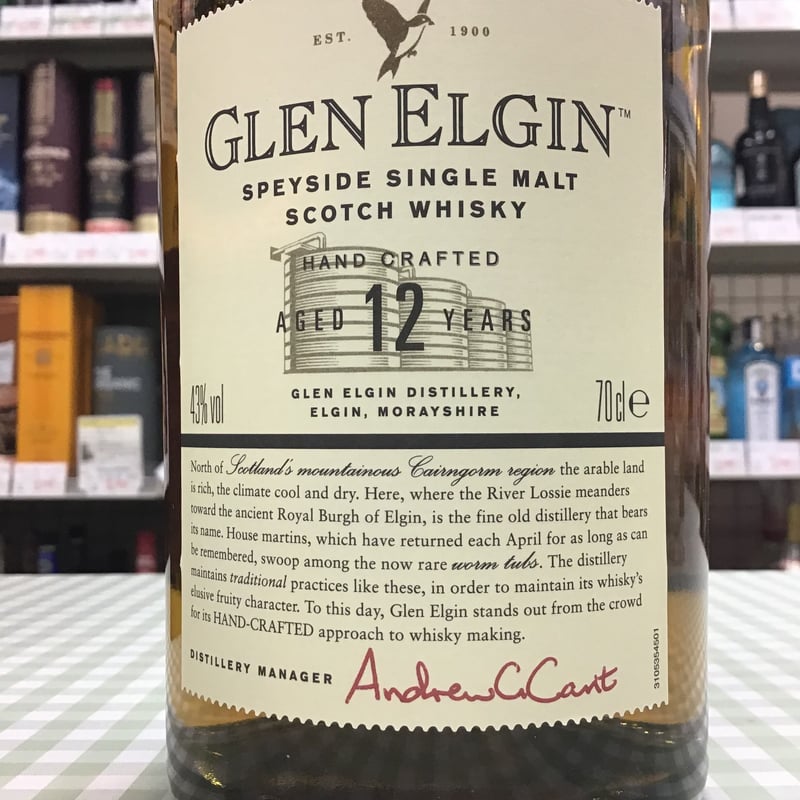 EST. 1900
GLEN ELGIN™
SPEYSIDE SINGLE MALT
SCOTCH WHISKY
HAND CRAFTED
AGED 12 YEARS
GLEN ELGIN DISTILLERY,
ELGIN, MORAYSHIRE
43% vol
70cl e
North of Scotland's mountainous Cairngorm region the arable land
is rich, the climate cool and dry. Here, where the River Lossie meanders
toward the ancient Royal Burgh of Elgin, is the fine old distillery that bears
its name. House martins, which have returned each April for as long as can
be remembered, swoop among the now rare worm tubs. The distillery
maintains traditional practices like these, in order to maintain its whisky's
elusive fruity character. To this day, Glen Elgin stands out from the crowd
for its HAND-CRAFTED approach to whisky making.
DISTILLERY MANAGER Andrew C. Cant
3105354501